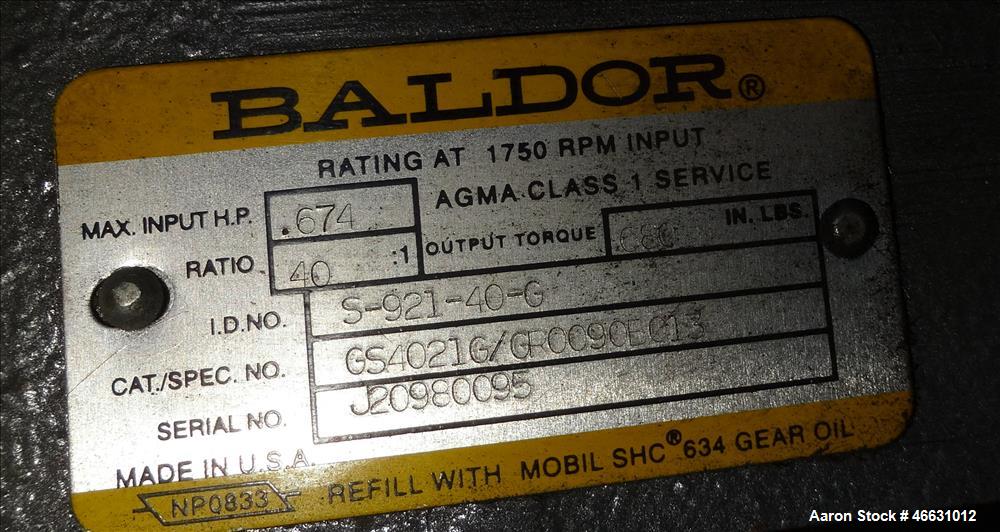 BALDOR®
RATING AT 1750 RPM INPUT
AGMA CLASS 1 SERVICE
MAX. INPUT H.P. .674
RATIO 40 :1
OUTPUT TORQUE 680 IN. LBS.
I.D.NO. S-921-40-G
CAT./SPEC. NO. GS4021G/GR0090E013
SERIAL NO. J20980095
MADE IN U.S.A.
NP0833 REFILL WITH MOBIL SHC® 634 GEAR OIL
Aaron Stock # 46631012